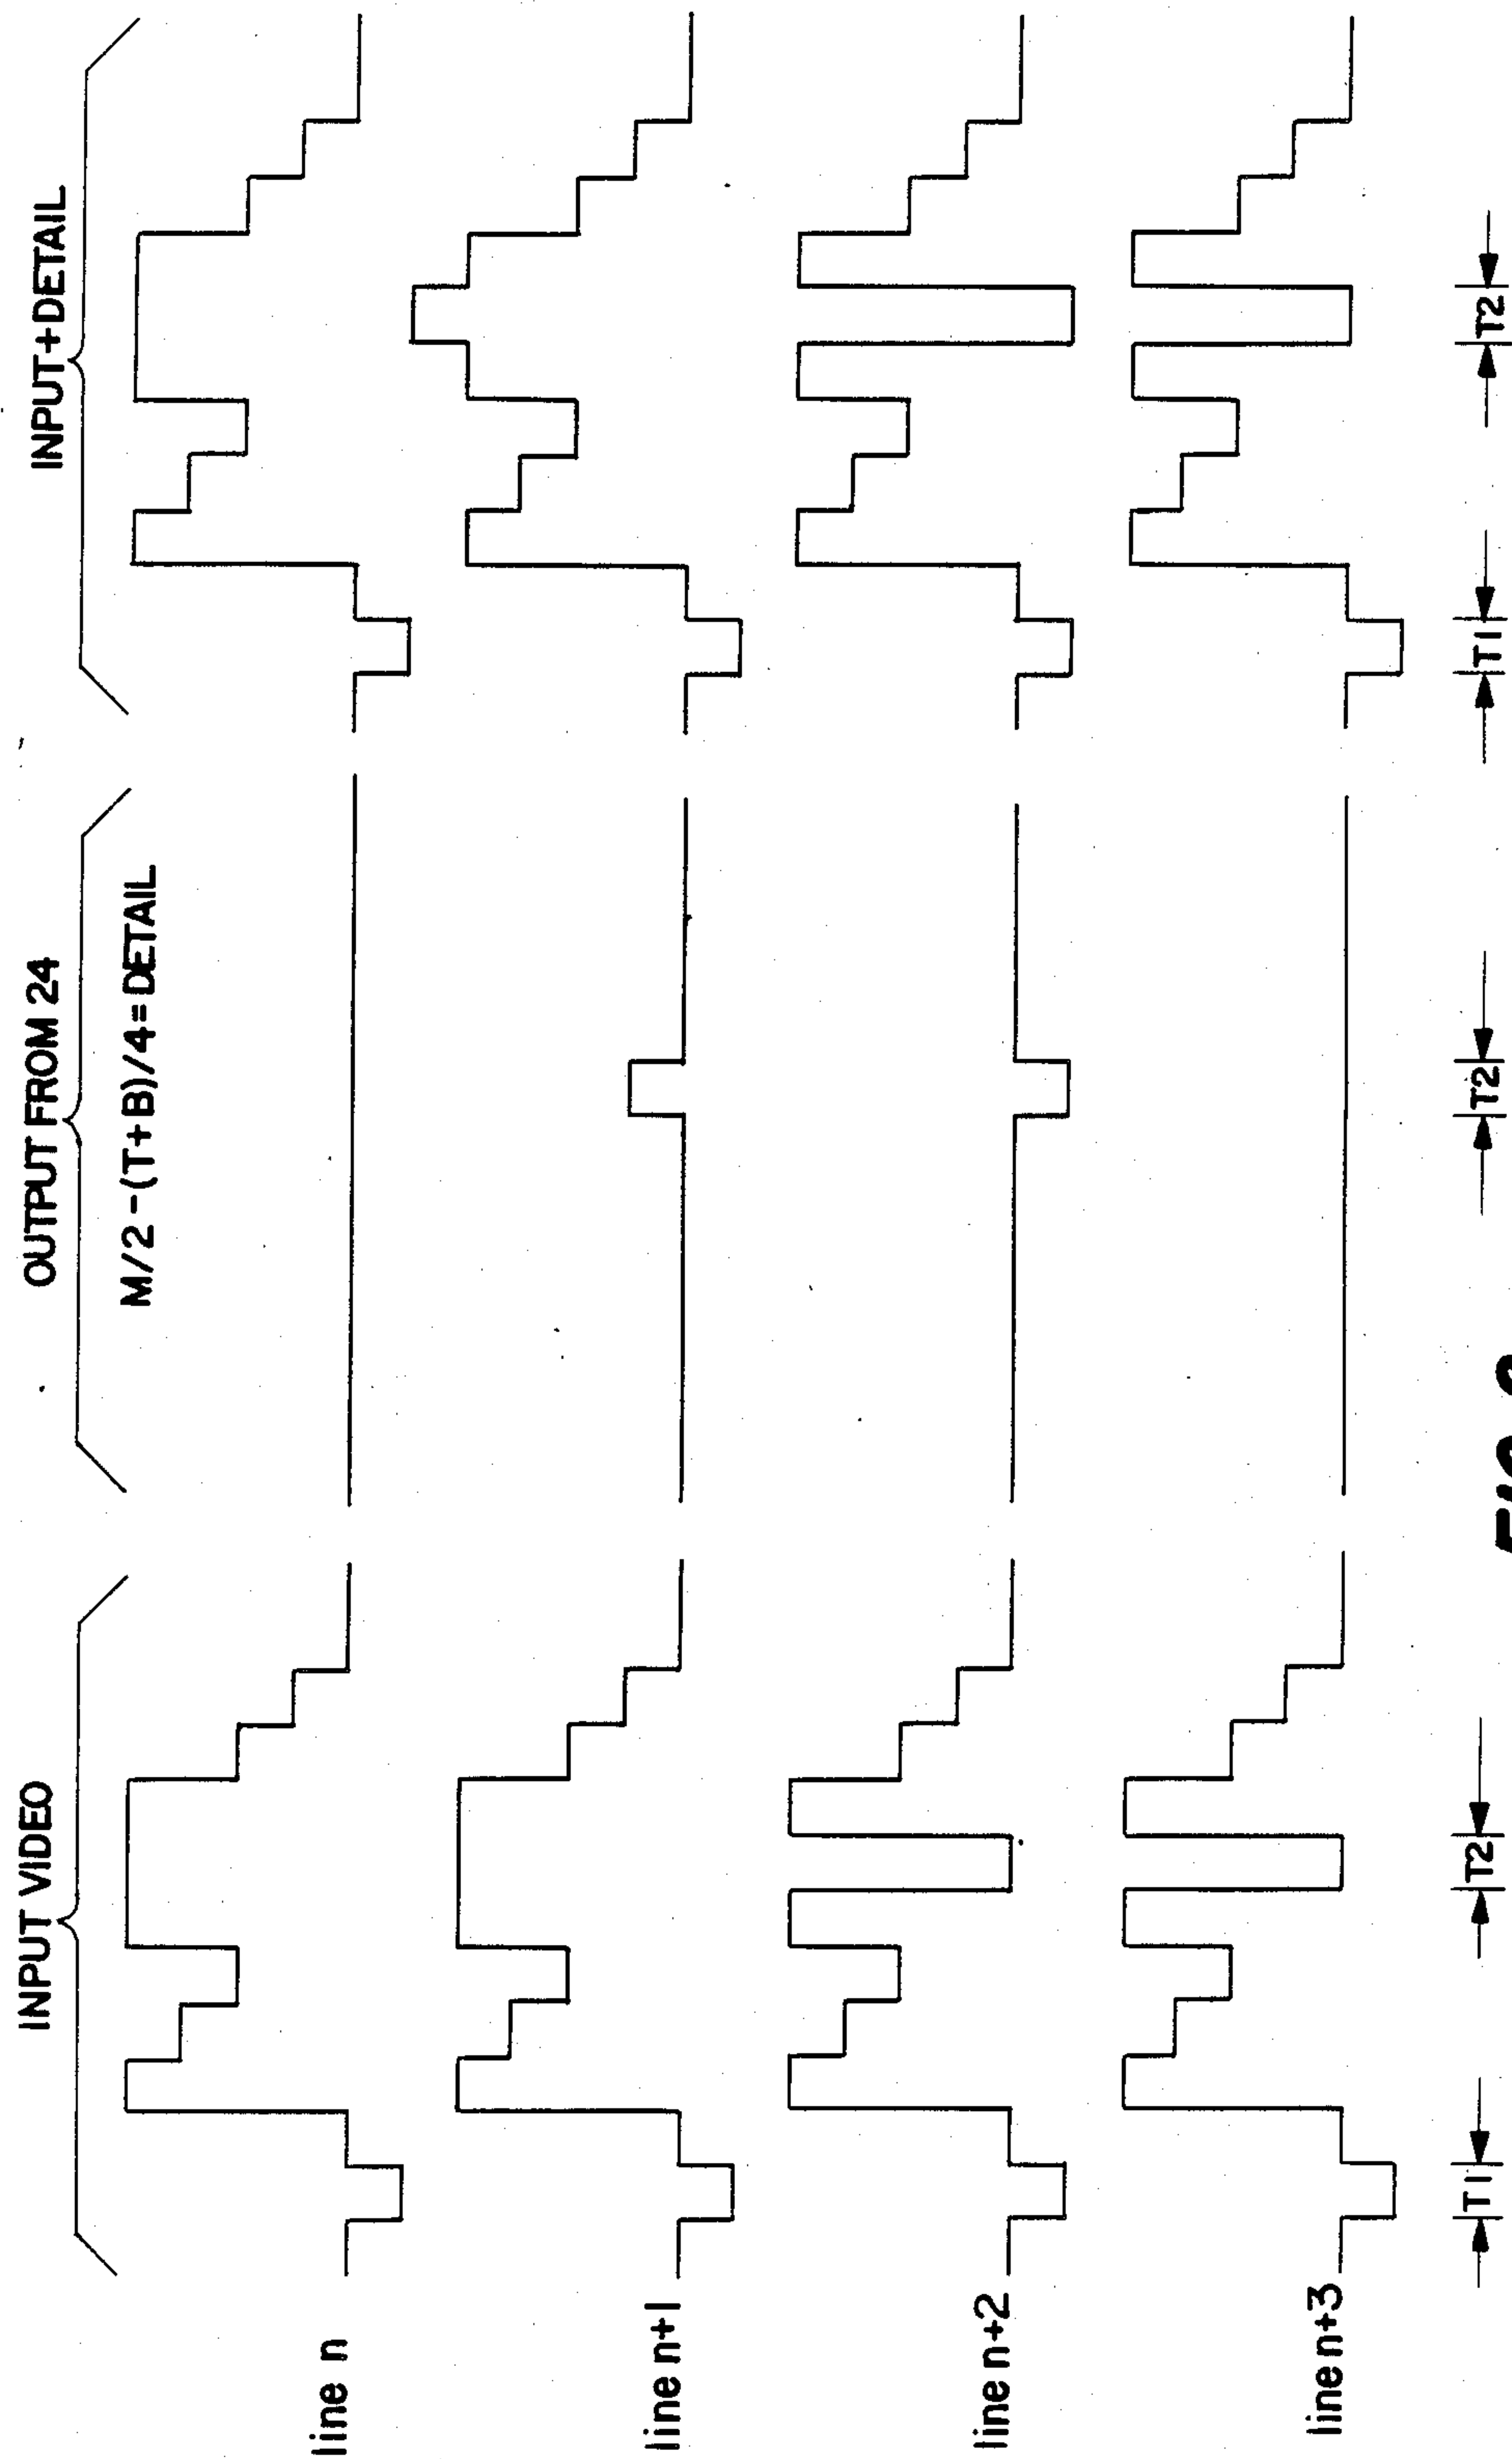 INPUT VIDEO
OUTPUT FROM 24
INPUT+DETAIL
M/2-(T+B)/4=DETAIL
line n
line n+1
line n+2
line n+3
T1
T2
T2
T1
T2